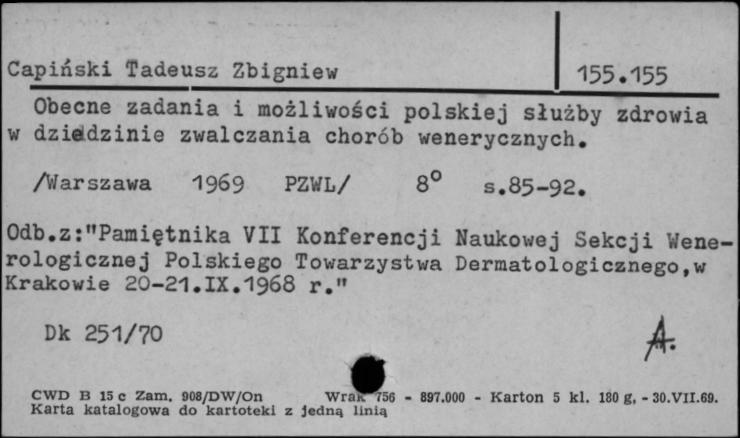 Capiński Tadeusz Zbigniew 155.155
Obecne zadania i możliwości polskiej służby zdrowia
w dziedzinie zwalczania chorób wenerycznych.
/Warszawa 1969 PZWL/ 8° s.85-92.
Odb.z:"Pamiętnika VII Konferencji Naukowej Sekcji Wene-
rologicznej Polskiego Towarzystwa Dermatologicznego,w
Krakowie 20-21.IX.1968 r."
Dk 251/70 A.
CWD B 15 c Zam. 908/DW/On Wrak 756 - 897.000 - Karton 5 kl. 180 g, - 30.VII.69.
Karta katalogowa do kartoteki z jedną linią